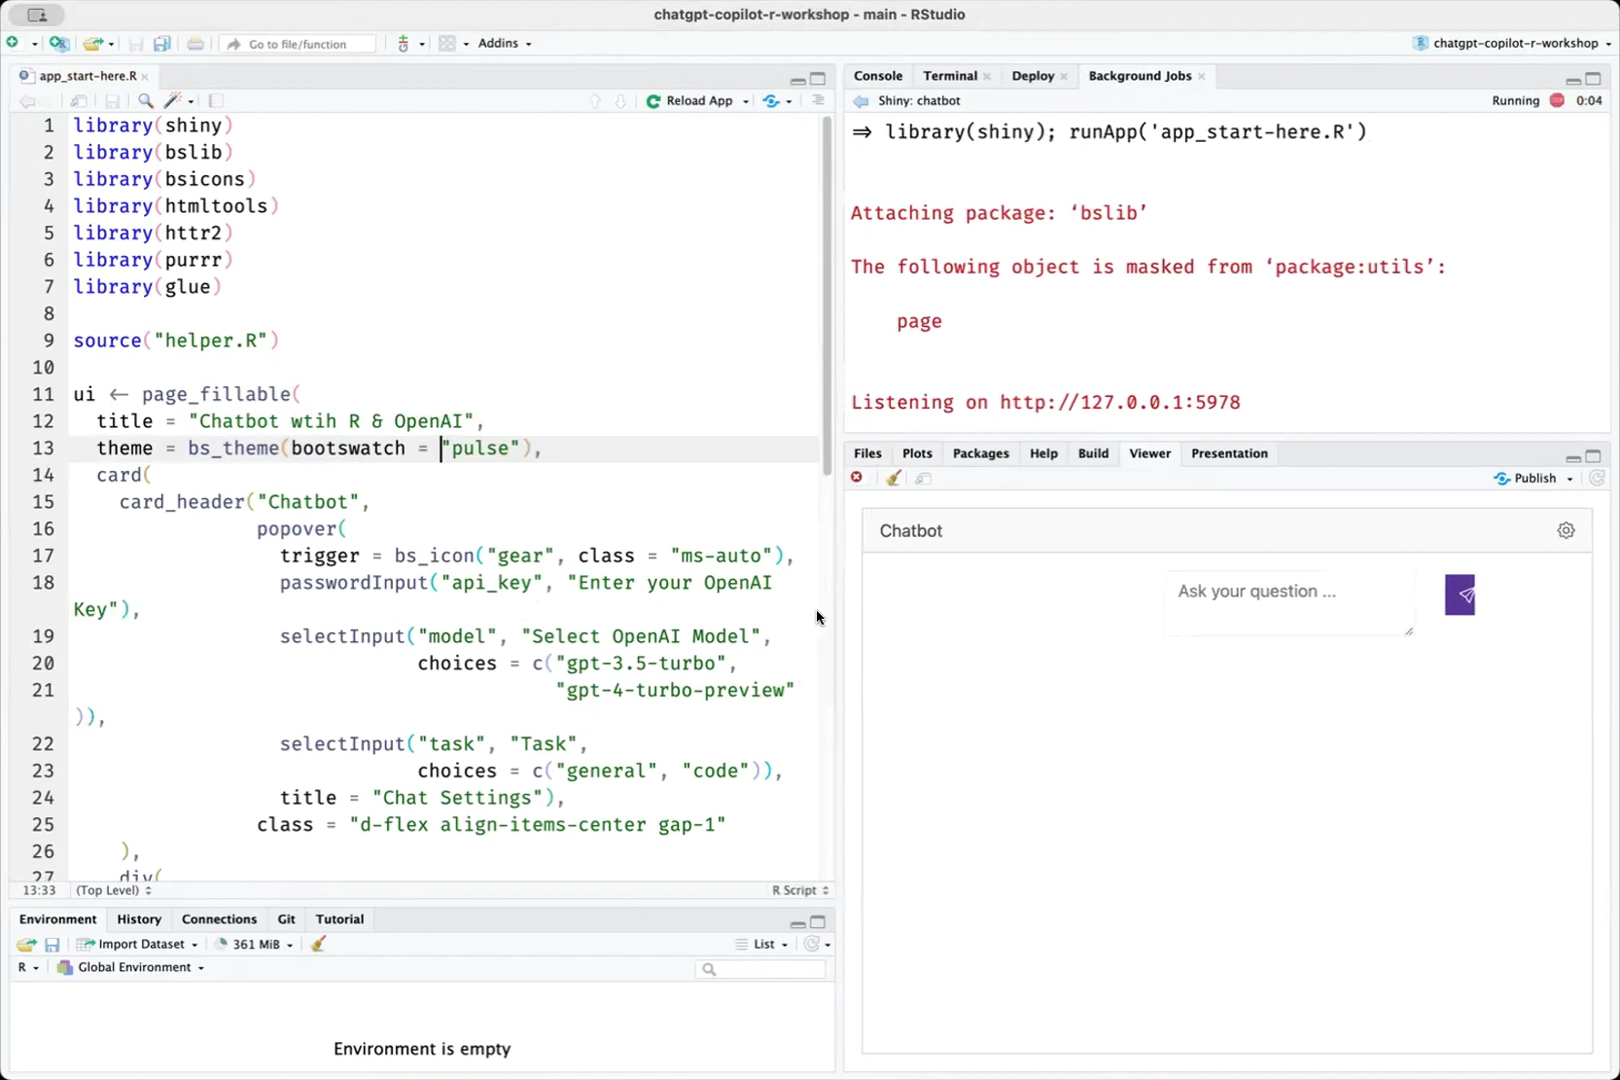 chatgpt-copilot-r-workshop - main - RStudio
Go to file/function
Addins
chatgpt-copilot-r-workshop
app_start-here.R
Reload App
1 library(shiny)
2 library(bslib)
3 library(bsicons)
4 library(htmltools)
5 library(httr2)
6 library(purrr)
7 library(glue)
8
9 source("helper.R")
10
11 ui <- page_fillable(
12 title = "Chatbot wtih R & OpenAI",
13 theme = bs_theme(bootswatch = "pulse"),
14 card(
15 card_header("Chatbot",
16 popover(
17 trigger = bs_icon("gear", class = "ms-auto"),
18 passwordInput("api_key", "Enter your OpenAI
Key"),
19 selectInput("model", "Select OpenAI Model",
20 choices = c("gpt-3.5-turbo",
21 "gpt-4-turbo-preview"
)),
22 selectInput("task", "Task",
23 choices = c("general", "code")),
24 title = "Chat Settings"),
25 class = "d-flex align-items-center gap-1"
26 ),
27 div(
13:33 (Top Level) R Script
Environment History Connections Git Tutorial
Import Dataset 361 MiB List
R Global Environment
Environment is empty
Console Terminal Deploy Background Jobs
Shiny: chatbot Running 0:04
=> library(shiny); runApp('app_start-here.R')
Attaching package: ‘bslib’
The following object is masked from ‘package:utils’:
page
Listening on http://127.0.0.1:5978
Files Plots Packages Help Build Viewer Presentation
Publish
Chatbot
Ask your question ...